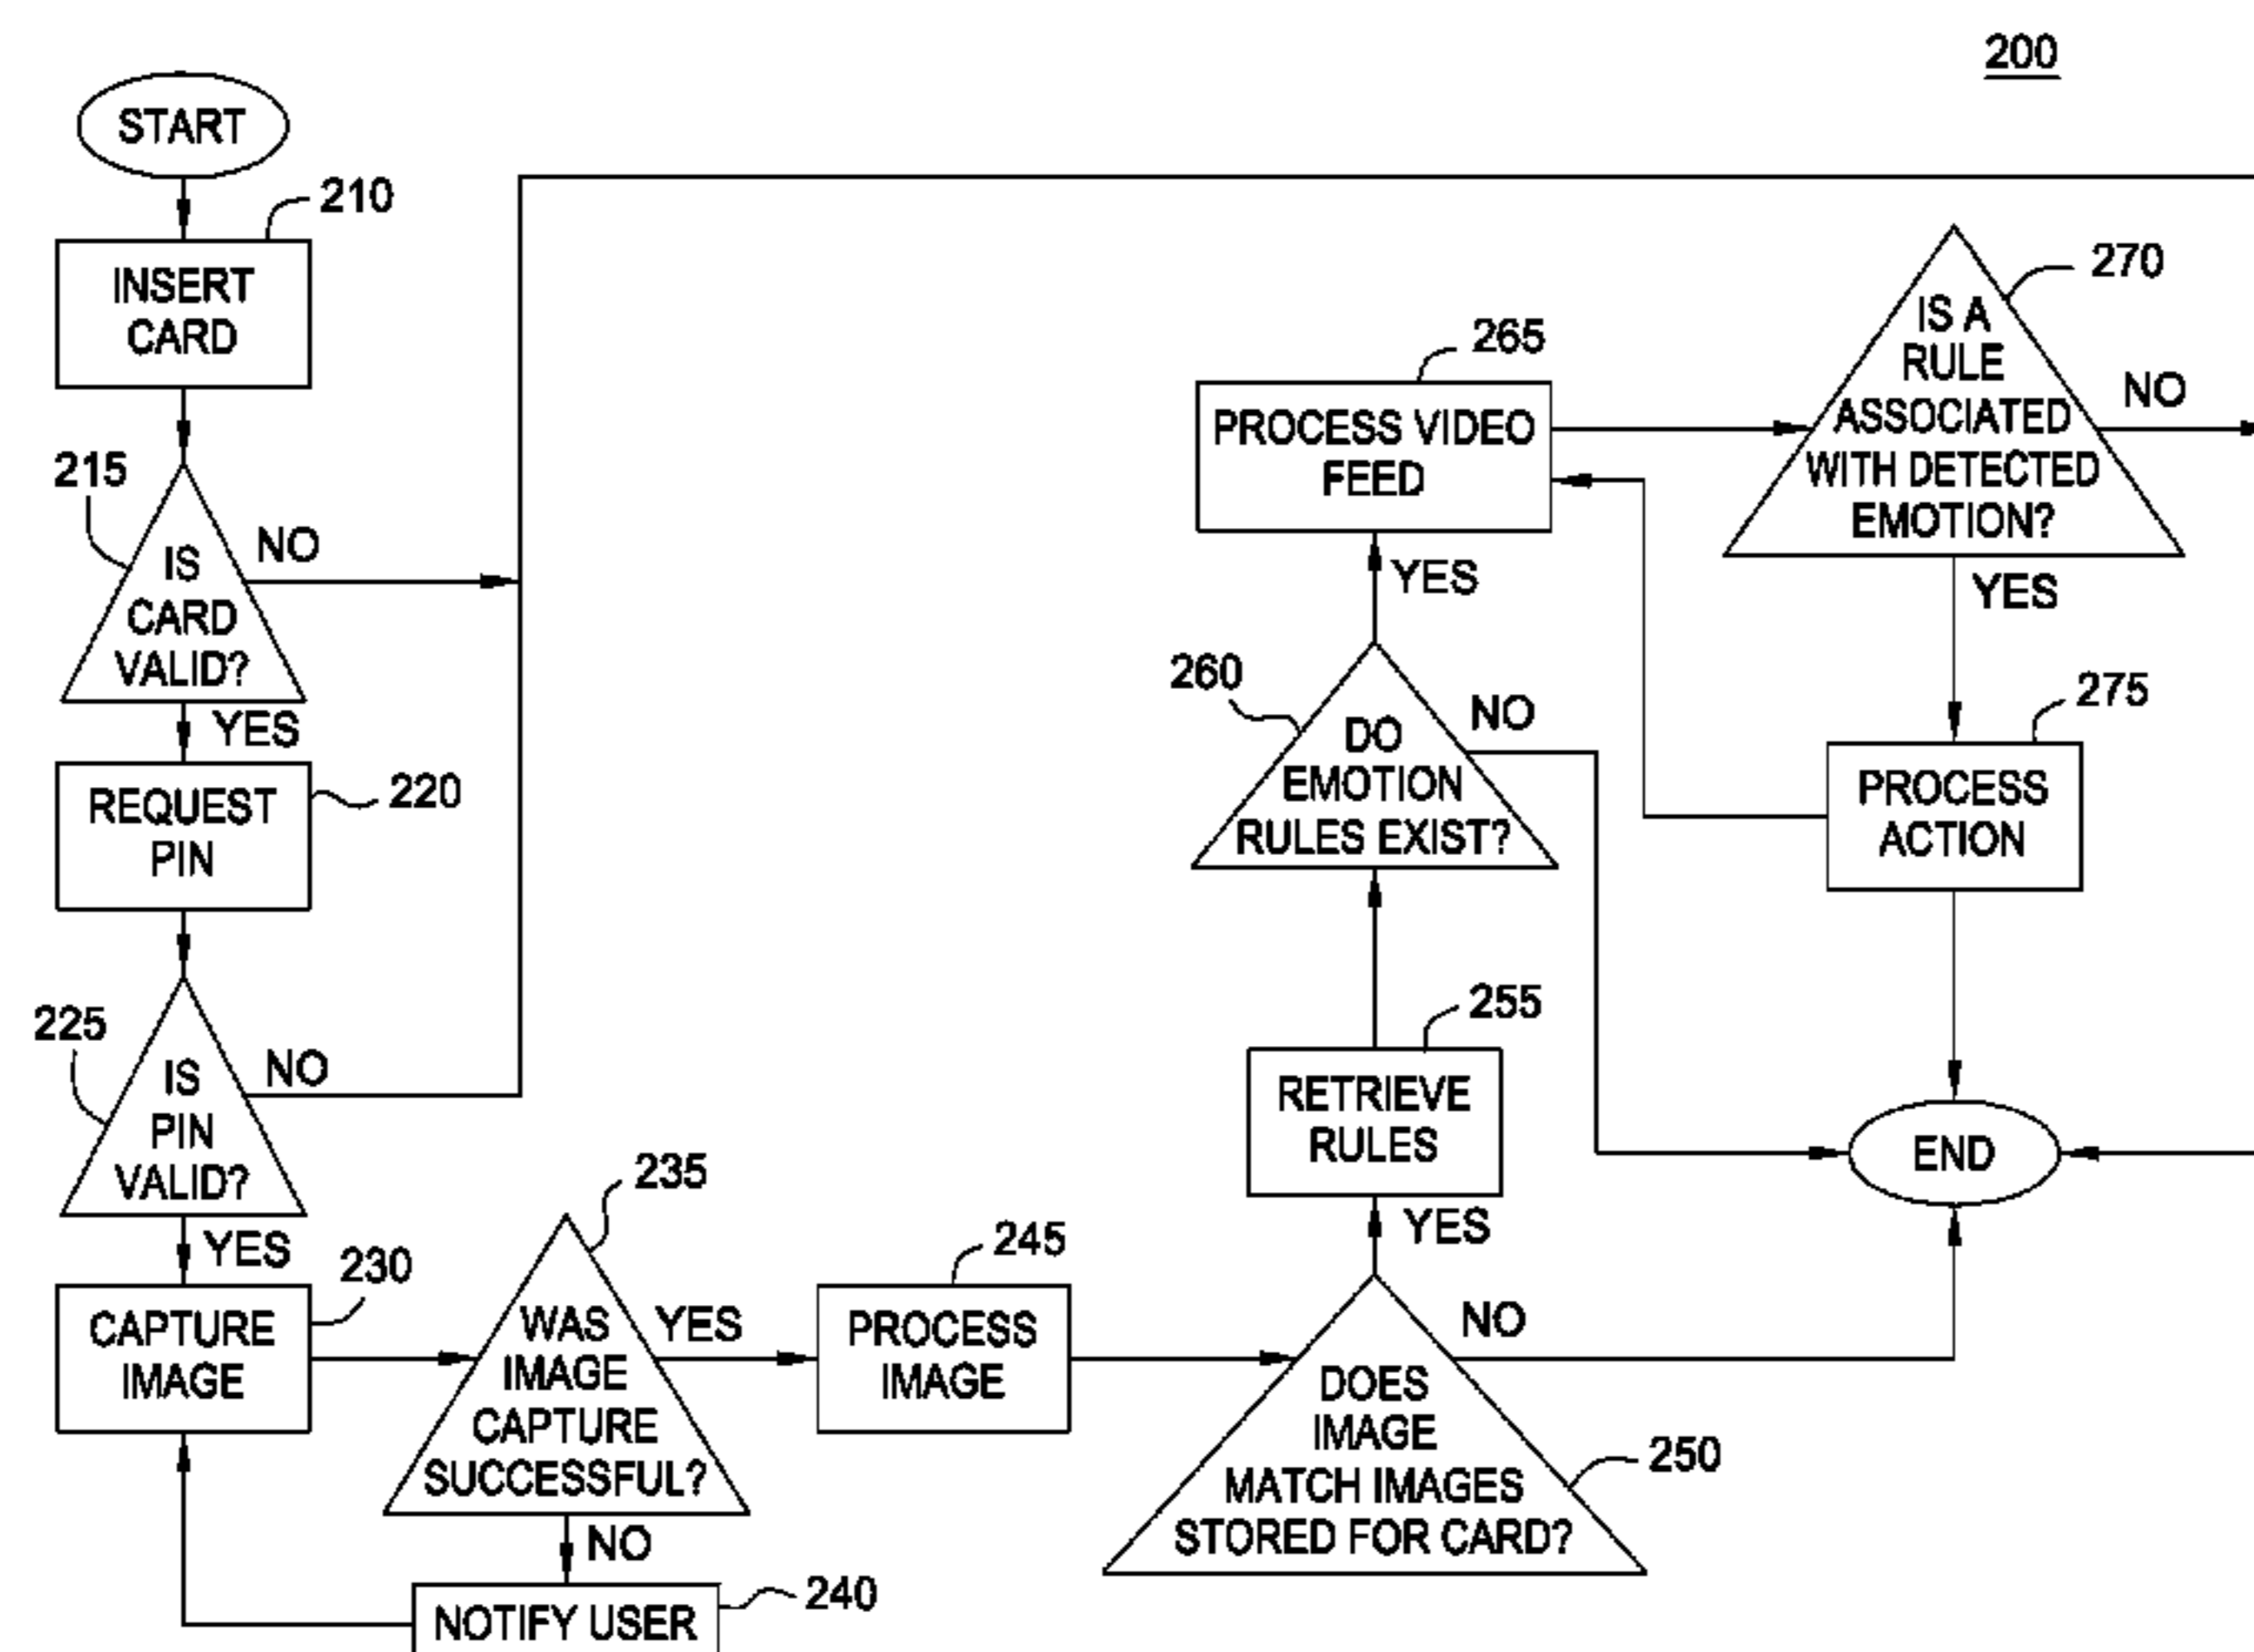 200
START
210
INSERT
CARD
215
IS
CARD
VALID?
NO
YES
REQUEST
PIN
220
225
IS
PIN
VALID?
NO
YES
230
CAPTURE
IMAGE
235
WAS
IMAGE
CAPTURE
SUCCESSFUL?
YES
NO
NOTIFY USER
240
245
PROCESS
IMAGE
DOES
IMAGE
MATCH IMAGES
STORED FOR CARD?
250
NO
YES
255
RETRIEVE
RULES
260
DO
EMOTION
RULES EXIST?
NO
YES
265
PROCESS VIDEO
FEED
270
IS A
RULE
ASSOCIATED
WITH DETECTED
EMOTION?
NO
YES
275
PROCESS
ACTION
END